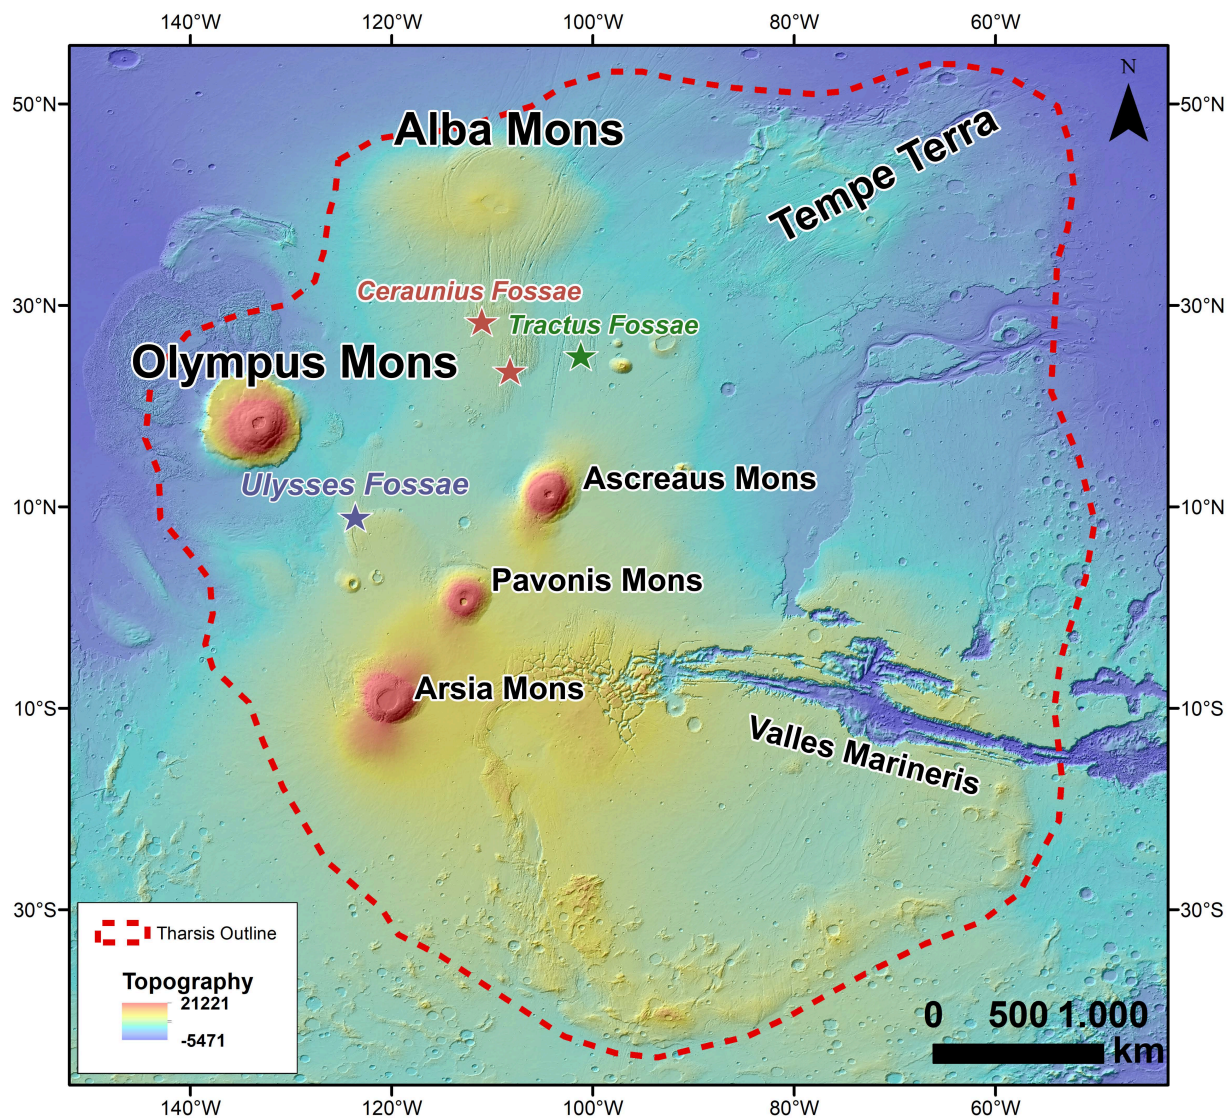 140°W 120°W 100°W 80°W 60°W
N
50°N 50°N
Alba Mons
Tempe Terra
Ceraunius Fossae
30°N 30°N
Tractus Fossae
Olympus Mons
Ascreaus Mons
Ulysses Fossae
10°N 10°N
Pavonis Mons
Arsia Mons
10°S 10°S
Valles Marineris
30°S 30°S
Tharsis Outline
Topography
21221
-5471
0 500 1.000
km
140°W 120°W 100°W 80°W 60°W